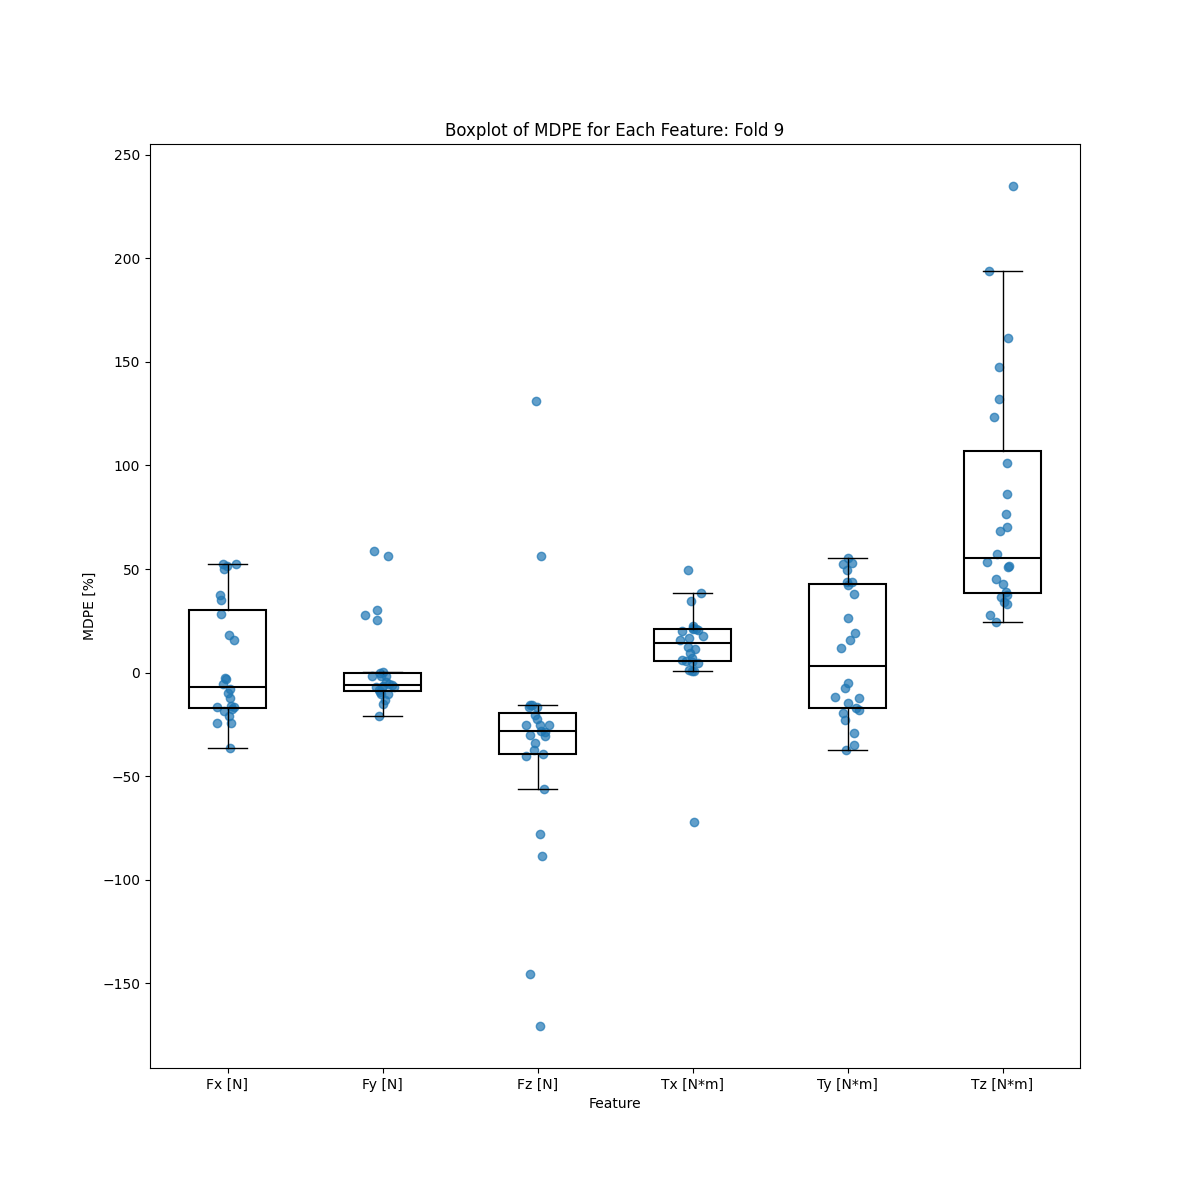 Boxplot of MDPE for Each Feature: Fold 9
250
200
150
100
50
0
−50
−100
−150
MDPE [%]
Fx [N]
Fy [N]
Fz [N]
Tx [N*m]
Ty [N*m]
Tz [N*m]
Feature